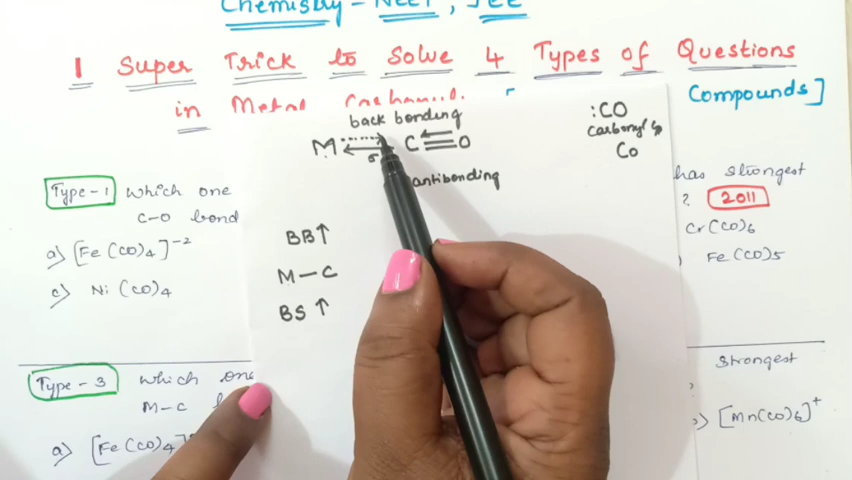 Chemistry - NEET, JEE
1 Super Trick to Solve 4 Types of Questions
in Metal Compounds]
back bonding
M C≡O
σ
antibonding
:CO
Carbonyl
Co
BB↑
M-C
BS↑
Type-1 Which one
C-O bond
a) [Fe(CO)4]-2
c) Ni(CO)4
has strongest
? 2011
Cr(CO)6
Fe(CO)5
Type-3 Which one
M-C
a) [Fe(CO)4]
strongest
[Mn(CO)6]+